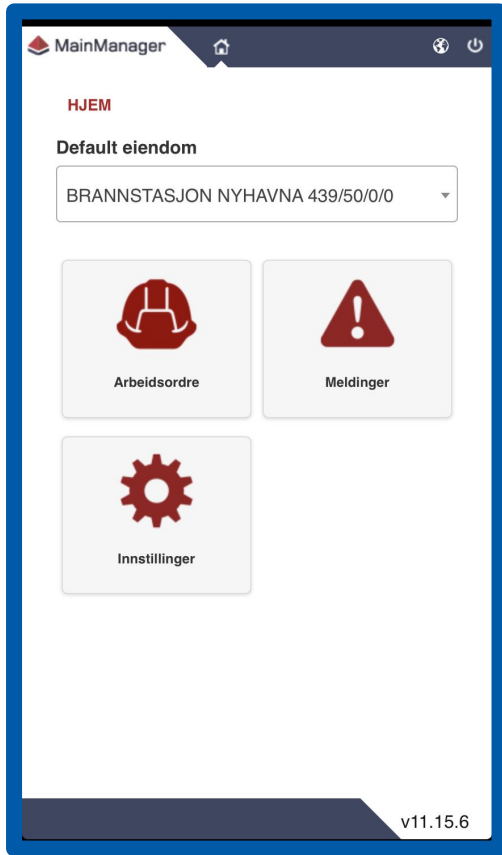 MainManager
HJEM
Default eiendom
BRANNSTASJON NYHAVNA 439/50/0/0
Arbeidsordre
Meldinger
Innstillinger
v11.15.6